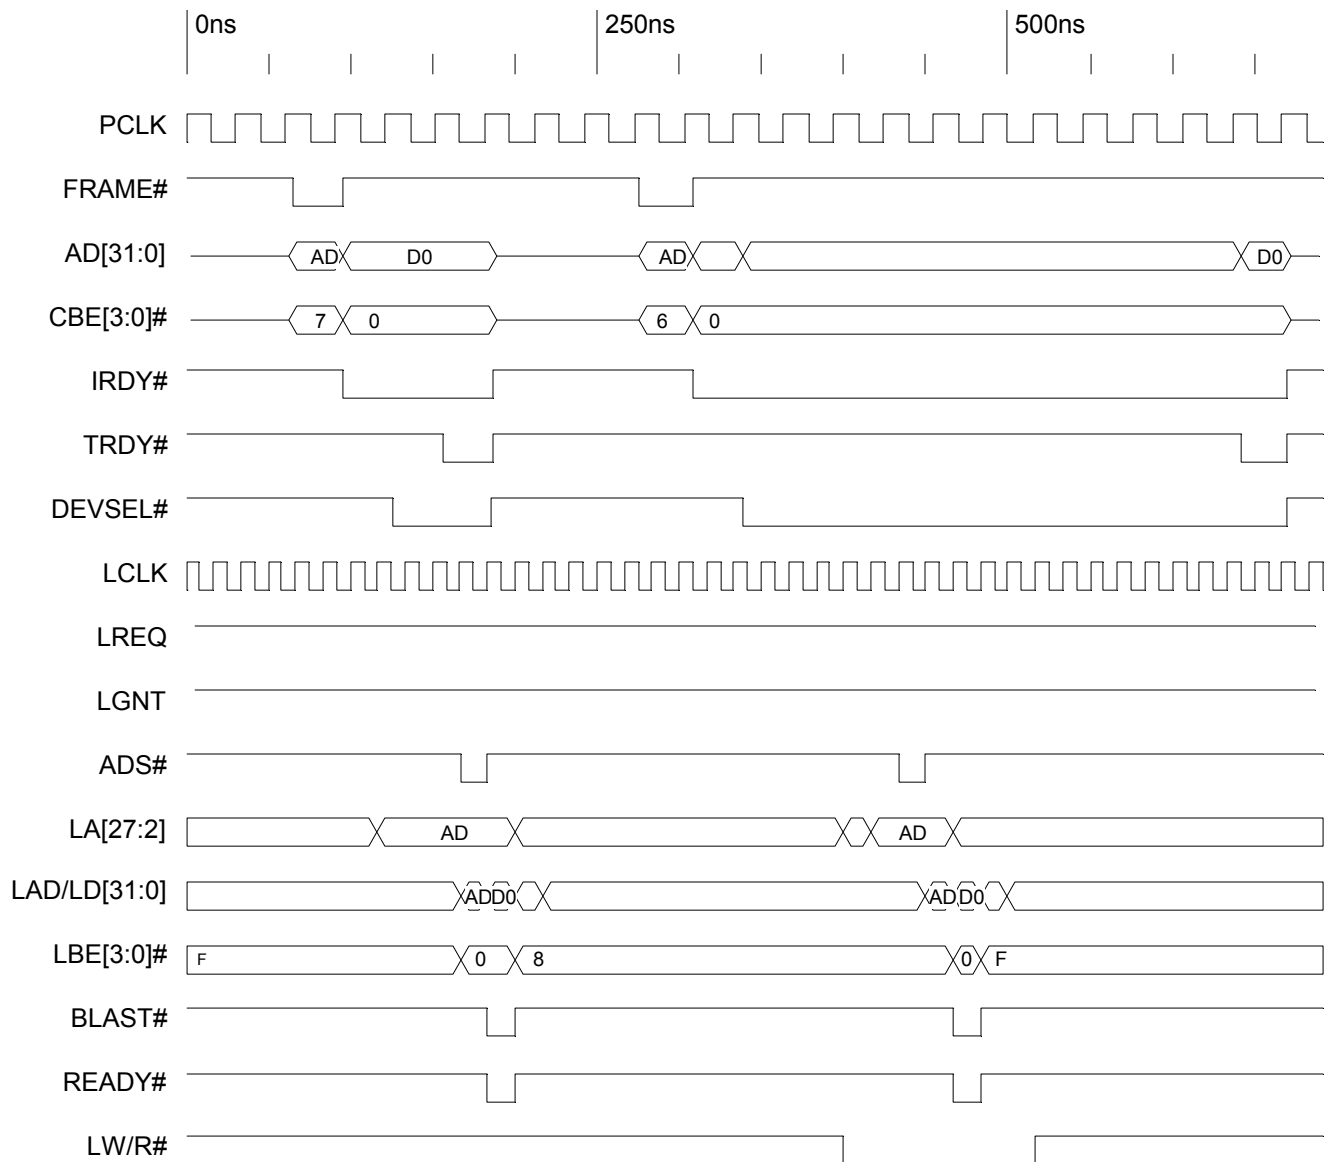 0ns 250ns 500ns
PCLK
FRAME#
AD[31:0] AD D0 AD D0
CBE[3:0]# 7 0 6 0
IRDY#
TRDY#
DEVSEL#
LCLK
LREQ
LGNT
ADS#
LA[27:2] AD AD
LAD/LD[31:0] AD D0 AD D0
LBE[3:0]# F 0 8 0 F
BLAST#
READY#
LW/R#